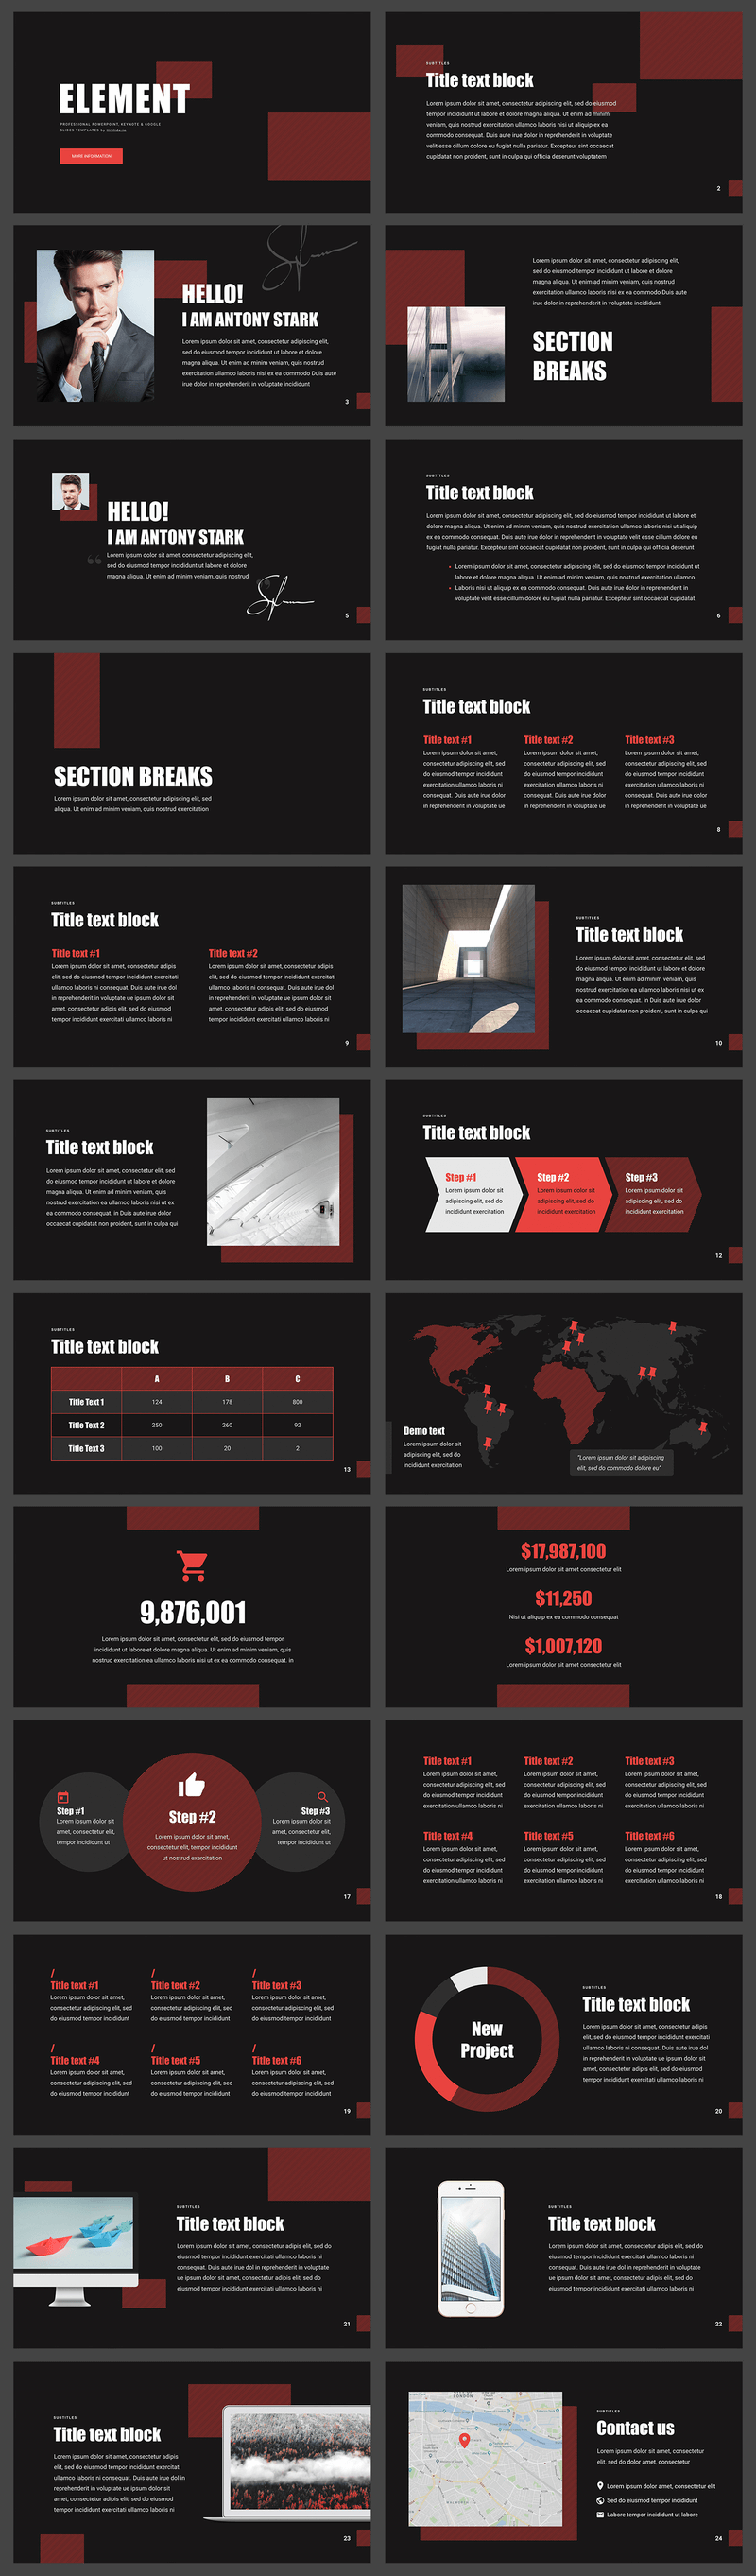 ELEMENT
PROFESSIONAL POWERPOINT, KEYNOTE & GOOGLE
SLIDES TEMPLATES by hislide.io
MORE INFORMATION
SUBTITLES
Title text block
Lorem ipsum dolor sit amet, consectetur adipiscing elit, sed do eiusmod
tempor incididunt ut labore et dolore magna aliqua. Ut enim ad minim
veniam, quis nostrud exercitation ullamco laboris nisi ut aliquip ex ea
commodo consequat. Duis aute irue dolor in reprehenderit in voluptate
velit esse cillum dolore eu fugiat nulla pariatur. Excepteur sint occaecat
cupidatat non proident, sunt in culpa qui officia deserunt voluptatem
2
HELLO!
I AM ANTONY STARK
Lorem ipsum dolor sit amet, consectetur adipiscing elit,
sed do eiusmod tempor incididunt ut labore et dolore
magna aliqua. Ut enim ad minim veniam, quis nostrud
exercitation ullamco laboris nisi ex ea commodo Duis aute
irue dolor in reprehenderit in voluptate incididunt
3
Lorem ipsum dolor sit amet, consectetur adipiscing elit,
sed do eiusmod tempor incididunt ut labore et dolore
magna aliqua. Ut enim ad minim veniam, quis nostrud
exercitation ullamco laboris nisi ex ea commodo Duis aute
irue dolor in reprehenderit in voluptate incididunt
SECTION
BREAKS
HELLO!
I AM ANTONY STARK
Lorem ipsum dolor sit amet, consectetur adipiscing elit,
sed do eiusmod tempor incididunt ut labore et dolore
magna aliqua. Ut enim ad minim veniam, quis nostrud
5
SUBTITLES
Title text block
Lorem ipsum dolor sit amet, consectetur adipiscing elit, sed do eiusmod tempor incididunt ut labore et
dolore magna aliqua. Ut enim ad minim veniam, quis nostrud exercitation ullamco laboris nisi ut aliquip
ex ea commodo consequat. Duis aute irue dolor in reprehenderit in voluptate velit esse cillum dolore eu
fugiat nulla pariatur. Excepteur sint occaecat cupidatat non proident, sunt in culpa qui officia deserunt
Lorem ipsum dolor sit amet, consectetur adipiscing elit, sed do eiusmod tempor incididunt ut
labore et dolore magna aliqua. Ut enim ad minim veniam, quis nostrud exercitation ullamco
Laboris nisi ut aliquip ex ea commodo consequat. Duis aute irue dolor in reprehenderit in
voluptate velit esse cillum dolore eu fugiat nulla pariatur. Excepteur sint occaecat cupidatat
6
SECTION BREAKS
Lorem ipsum dolor sit amet, consectetur adipiscing elit, sed
aliqua. Ut enim ad minim veniam, quis nostrud exercitation
SUBTITLES
Title text block
Title text #1
Lorem ipsum dolor sit amet,
consectetur adipiscing elit, sed
do eiusmod tempor incididunt
exercitation ullamco laboris ni
consequat. Duis aute irue dolor
in reprehenderit in voluptate ue
Title text #2
Lorem ipsum dolor sit amet,
consectetur adipiscing elit, sed
do eiusmod tempor incididunt
exercitation ullamco laboris ni
consequat. Duis aute irue dolor
in reprehenderit in voluptate ue
Title text #3
Lorem ipsum dolor sit amet,
consectetur adipiscing elit, sed
do eiusmod tempor incididunt
exercitation ullamco laboris ni
consequat. Duis aute irue dolor
in reprehenderit in voluptate ue
8
SUBTITLES
Title text block
Title text #1
Lorem ipsum dolor sit amet, consectetur adipis
elit, sed do eiusmod tempor incididunt exercitati
ullamco laboris ni consequat. Duis aute irue dol
in reprehenderit in voluptate ue ipsum dolor sit
amet, consectetur adipis elit, sed do eiusmod
tempor incididunt exercitati ullamco laboris ni
Title text #2
Lorem ipsum dolor sit amet, consectetur adipis
elit, sed do eiusmod tempor incididunt exercitati
ullamco laboris ni consequat. Duis aute irue dol
in reprehenderit in voluptate ue ipsum dolor sit
amet, consectetur adipis elit, sed do eiusmod
tempor incididunt exercitati ullamco laboris ni
9
SUBTITLES
Title text block
Lorem ipsum dolor sit amet, consectetur elit, sed
do eiusmod tempor incididunt ut labore et dolore
magna aliqua. Ut enim ad minim veniam, quis
nostrud exercitation ea ullamco laboris nisi ut ex
ea commodo consequat. in Duis aute irue dolor
occaecat cupidatat non proident, sunt in culpa qui
10
SUBTITLES
Title text block
Lorem ipsum dolor sit amet, consectetur elit, sed
do eiusmod tempor incididunt ut labore et dolore
magna aliqua. Ut enim ad minim veniam, quis
nostrud exercitation ea ullamco laboris nisi ut ex
ea commodo consequat. in Duis aute irue dolor
occaecat cupidatat non proident, sunt in culpa qui
SUBTITLES
Title text block
Step #1
Lorem ipsum dolor sit
aliquaing elit, sed do
incididunt exercitation
Step #2
Lorem ipsum dolor sit
aliquaing elit, sed do
incididunt exercitation
Step #3
Lorem ipsum dolor sit
aliquaing elit, sed do
incididunt exercitation
12
SUBTITLES
Title text block
A B C
Title Text 1 124 178 800
Title Text 2 250 260 92
Title Text 3 100 20 2
13
Demo text
Lorem ipsum dolor sit
adipiscing elit, sed do
incididunt exercitation
"Lorem ipsum dolor sit adipiscing
elit, sed do commodo dolore eu"
9,876,001
Lorem ipsum dolor sit amet, consectetur elit, sed do eiusmod tempor
incididunt ut labore et dolore magna aliqua. Ut enim ad minim veniam, quis
nostrud exercitation ea ullamco laboris nisi ut ex ea commodo consequat. in
$17,987,100
Lorem ipsum dolor sit amet consectetur elit
$11,250
Nisi ut aliquip ex ea commodo consequat
$1,007,120
Lorem ipsum dolor sit amet consectetur elit
Step #1
Lorem ipsum dolor sit
amet, consectetur elit,
tempor incididunt ut
Step #2
Lorem ipsum dolor sit amet,
consectetur elit, tempor incididunt
ut nostrud exercitation
Step #3
Lorem ipsum dolor sit
amet, consectetur elit,
tempor incididunt ut
17
Title text #1
Lorem ipsum dolor sit amet,
consectetur adipiscing elit, sed
do eiusmod tempor incididunt
exercitation ullamco laboris ni
Title text #2
Lorem ipsum dolor sit amet,
consectetur adipiscing elit, sed
do eiusmod tempor incididunt
exercitation ullamco laboris ni
Title text #3
Lorem ipsum dolor sit amet,
consectetur adipiscing elit, sed
do eiusmod tempor incididunt
exercitation ullamco laboris ni
Title text #4
Lorem ipsum dolor sit amet,
consectetur adipiscing elit, sed
do eiusmod tempor incididunt
exercitation ullamco laboris ni
Title text #5
Lorem ipsum dolor sit amet,
consectetur adipiscing elit, sed
do eiusmod tempor incididunt
exercitation ullamco laboris ni
Title text #6
Lorem ipsum dolor sit amet,
consectetur adipiscing elit, sed
do eiusmod tempor incididunt
exercitation ullamco laboris ni
18
/
Title text #1
Lorem ipsum dolor sit amet,
consectetur adipiscing elit, sed
do eiusmod tempor incididunt
/
Title text #2
Lorem ipsum dolor sit amet,
consectetur adipiscing elit, sed
do eiusmod tempor incididunt
/
Title text #3
Lorem ipsum dolor sit amet,
consectetur adipiscing elit, sed
do eiusmod tempor incididunt
/
Title text #4
Lorem ipsum dolor sit amet,
consectetur adipiscing elit, sed
do eiusmod tempor incididunt
/
Title text #5
Lorem ipsum dolor sit amet,
consectetur adipiscing elit, sed
do eiusmod tempor incididunt
/
Title text #6
Lorem ipsum dolor sit amet,
consectetur adipiscing elit, sed
do eiusmod tempor incididunt
19
New
Project
SUBTITLES
Title text block
Lorem ipsum dolor sit amet, consectetur adipis
elit, sed do eiusmod tempor incididunt exercitati
ullamco laboris ni consequat. Duis aute irue dol
in reprehenderit in voluptate ue ipsum dolor sit
amet, consectetur adipis elit, sed do eiusmod
tempor incididunt exercitati ullamco laboris ni
20
SUBTITLES
Title text block
Lorem ipsum dolor sit amet, consectetur adipis elit, sed do
eiusmod tempor incididunt exercitati ullamco laboris ni
consequat. Duis aute irue dol in reprehenderit in voluptate
ue ipsum dolor sit amet, consectetur adipis elit, sed do
eiusmod tempor incididunt exercitati ullamco laboris ni
21
SUBTITLES
Title text block
Lorem ipsum dolor sit amet, consectetur adipis elit, sed do
eiusmod tempor incididunt exercitati ullamco laboris ni
consequat. Duis aute irue dol in reprehenderit in voluptate
ue ipsum dolor sit amet, consectetur adipis elit, sed do
eiusmod tempor incididunt exercitati ullamco laboris ni
22
SUBTITLES
Title text block
Lorem ipsum dolor sit amet, consectetur adipis
elit, sed do eiusmod tempor incididunt exercitati
ullamco laboris ni consequat. Duis aute irue dol in
reprehenderit in voluptate ue ipsum dolor sit
amet, consectetur adipis elit, sed do eiusmod
tempor incididunt exercitati ullamco laboris ni
23
SUBTITLES
Contact us
Lorem ipsum dolor sit amet, consectetur
elit, sed do dolor amet, consectetur
Lorem ipsum dolor amet, consectetur elit
Sed do eiusmod tempor incididunt
Labore tempor incididunt ut labore
24